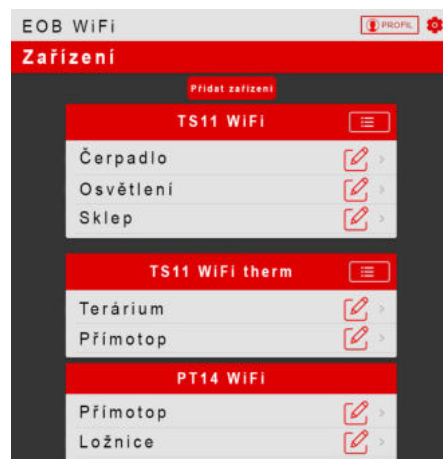 EOB WiFi
PROFIL
Zařízení
Přidat zařízení
TS11 WiFi
Čerpadlo
Osvětlení
Sklep
TS11 WiFi therm
Terárium
Přímotop
PT14 WiFi
Přímotop
Ložnice